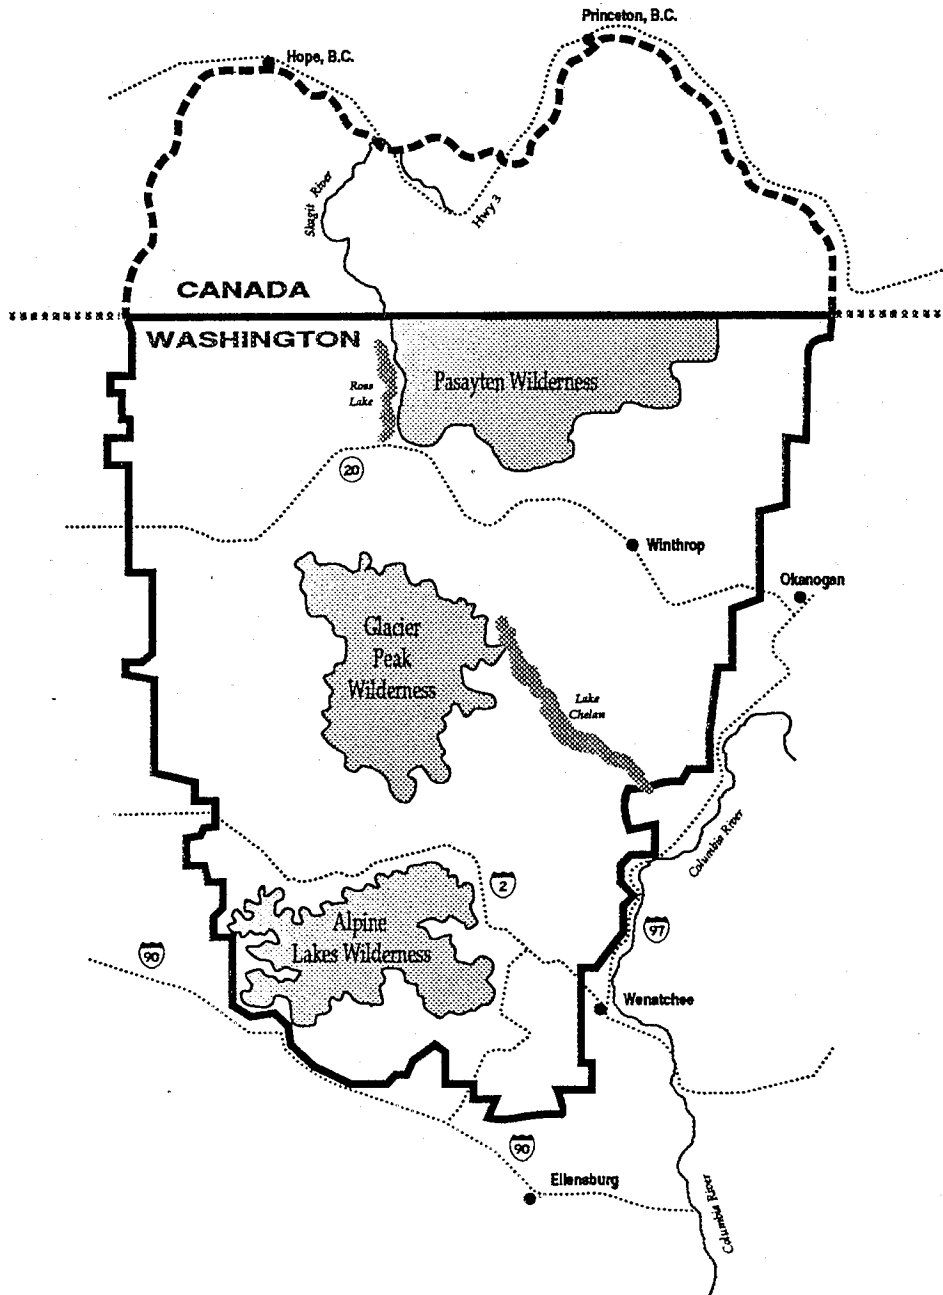 Princeton, B.C.
Hope, B.C.
Skagit River
Hwy 3
CANADA
WASHINGTON
Ross
Lake
Pasayten Wilderness
20
Winthrop
Okanogan
Glacier
Peak
Wilderness
Lake
Chelan
Columbia River
2
Alpine
Lakes Wilderness
97
90
Wenatchee
90
Ellensburg
Columbia River